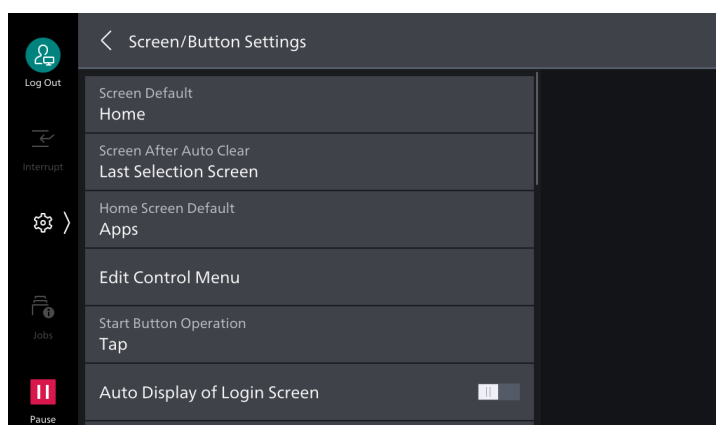 Screen/Button Settings
Log Out
Interrupt
Jobs
Pause
Screen Default
Home
Screen After Auto Clear
Last Selection Screen
Home Screen Default
Apps
Edit Control Menu
Start Button Operation
Tap
Auto Display of Login Screen